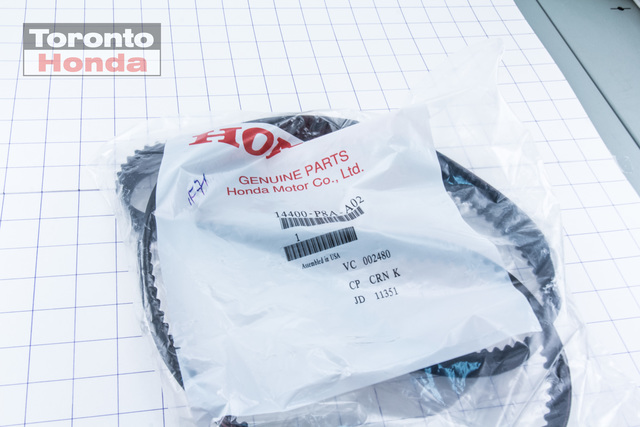 Toronto
Honda
HON
GENUINE PARTS
Honda Motor Co., Ltd.
14400-P8A-A02
1
Assembled in USA
VC 002480
CP CRN K
JD 11351